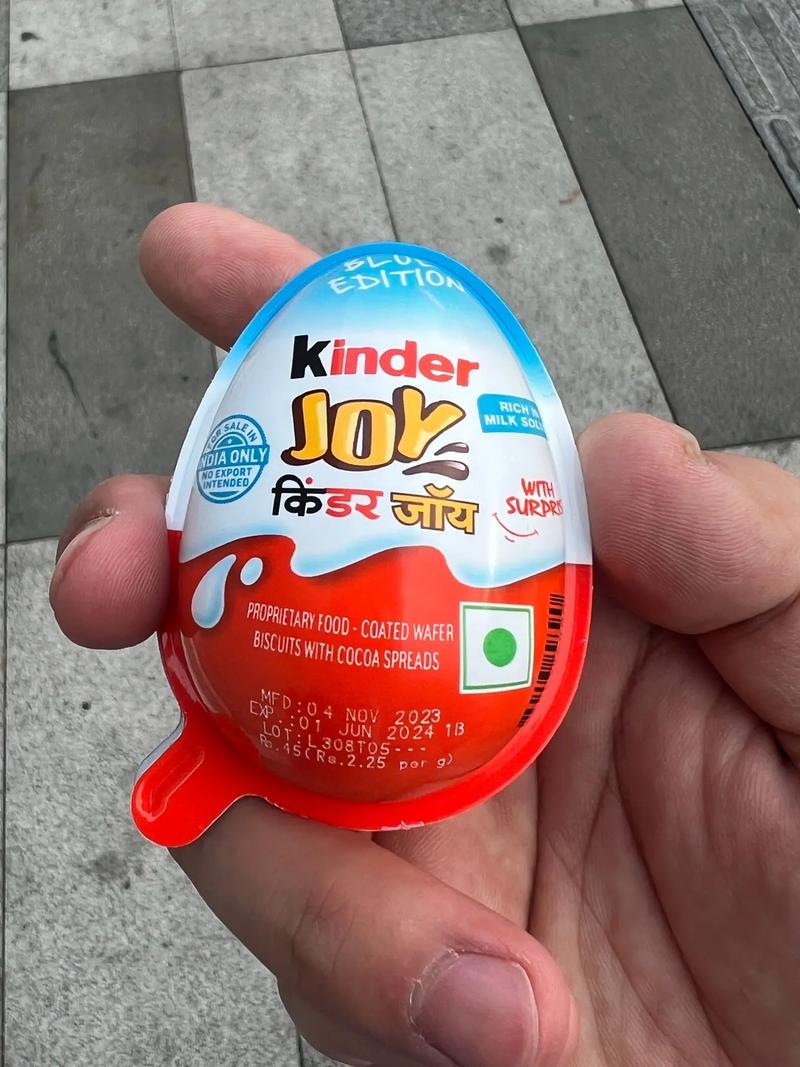 EDITION
Kinder
JOY
किंडर जॉय
FOR SALE IN
INDIA ONLY
NO EXPORT
INTENDED
RICH IN
MILK
WITH
PROPRIETARY FOOD - COATED WAFER
BISCUITS WITH COCOA SPREADS
MFD:04 NOV 2023
EXP.:01 JUN 2024 1B
LOT:L308T05---
Rs.45(Rs.2.25 per g)